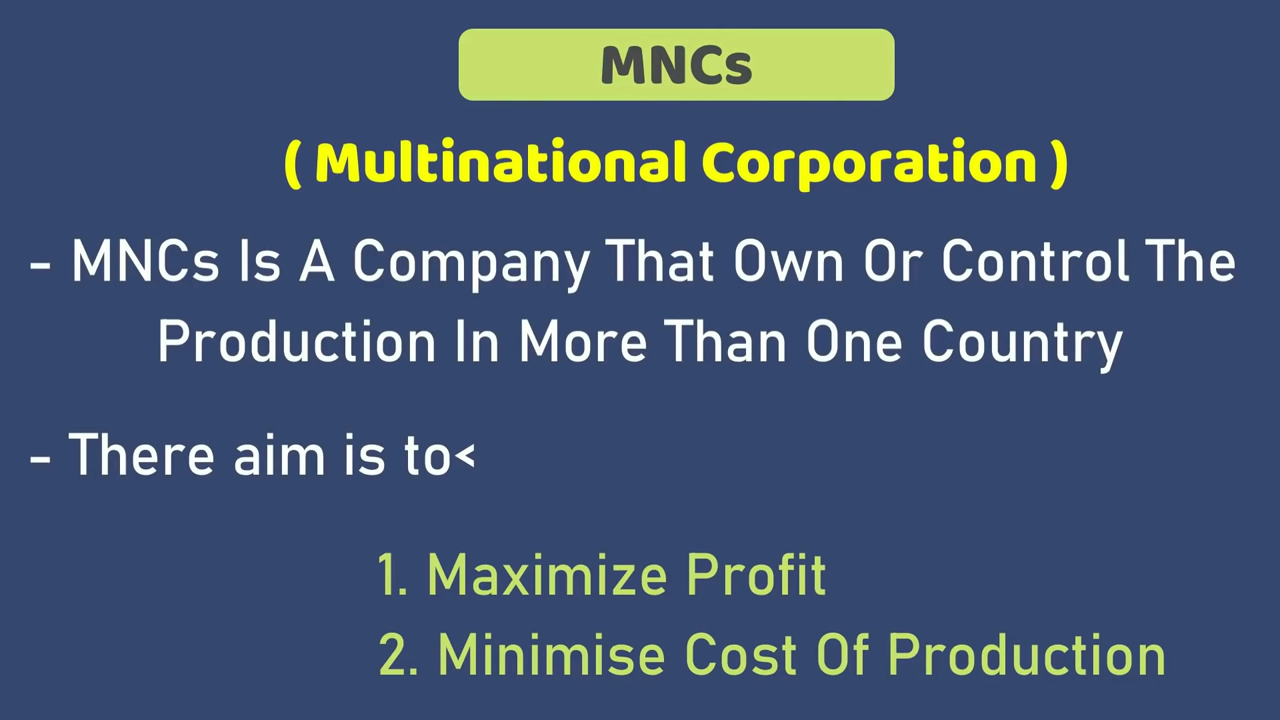 MNCs
( Multinational Corporation )
- MNCs Is A Company That Own Or Control The
Production In More Than One Country
- There aim is to<
1. Maximize Profit
2. Minimise Cost Of Production